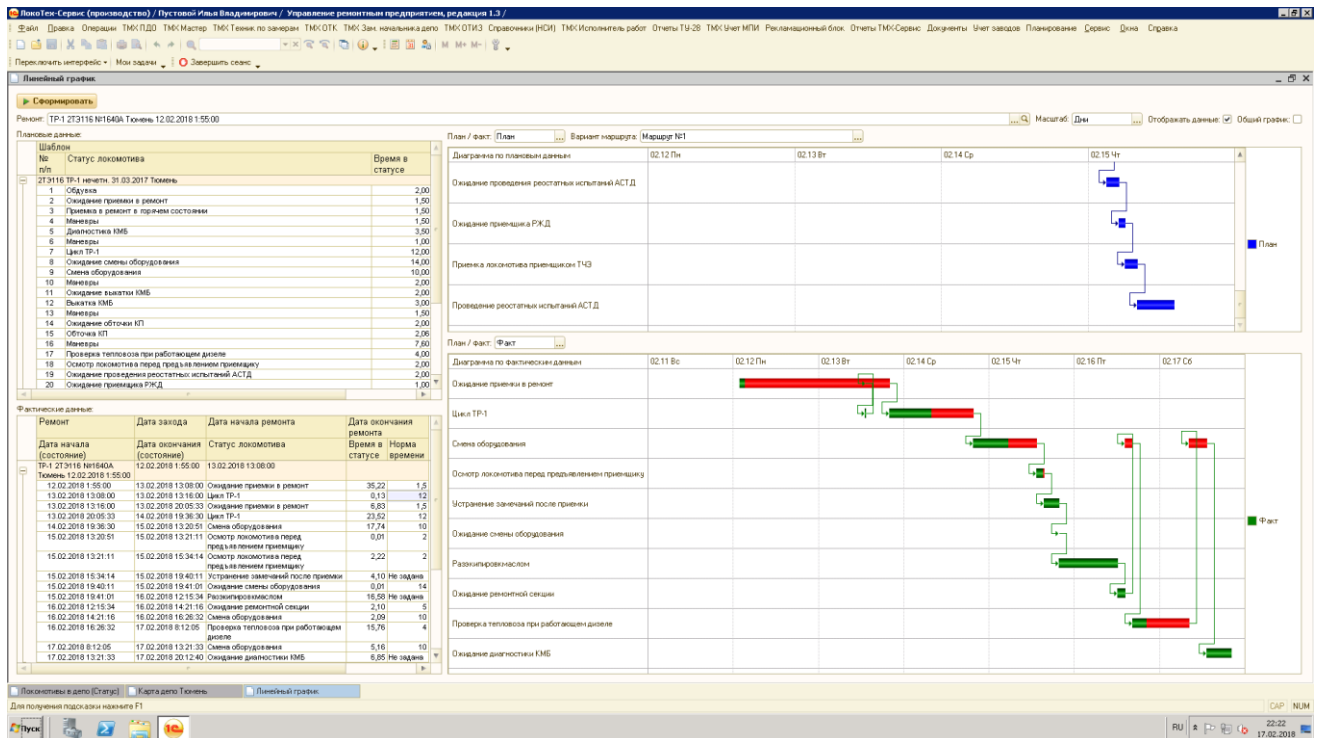 ЛокоТех-Сервис (производство) / Пустовой Илья Владимирович / Управление ремонтным предприятием, редакция 1.3 /
Файл Правка Операции ТМХ ПДО ТМХ Мастер ТМХ Техник по замерам ТМХ ОТК ТМХ Зам. начальника депо ТМХ ОТИЗ Справочники (НСИ) ТМХ Исполнитель работ Отчеты ТУ-28 ТМХ Учет МПИ Рекламационный блок Отчеты ТМХ-Сервис Документы Учет заводов Планирование Сервис Окна Справка
M M+ M-
Переключить интерфейс Мои задачи Завершить сеанс
Линейный график
Сформировать
Ремонт: ТР-1 2ТЭ116 №1640А Тюмень 12.02.2018 1:55:00 Масштаб: Дни Отображать данные: Общий график:
Плановые данные:
Шаблон
№ п/п Статус локомотива Время в статусе
2ТЭ116 ТР-1 нечетн. 31.03.2017 Тюмень
1 Обдувка 2,00
2 Ожидание приемки в ремонт 1,50
3 Приемка в ремонт в горячем состоянии 1,50
4 Маневры 1,50
5 Диагностика КМБ 3,50
6 Маневры 1,00
7 Цикл ТР-1 12,00
8 Ожидание смены оборудования 14,00
9 Смена оборудования 10,00
10 Маневры 2,00
11 Ожидание выкатки КМБ 2,00
12 Выкатка КМБ 3,00
13 Маневры 1,50
14 Ожидание обточки КП 2,00
15 Обточка КП 2,06
16 Маневры 7,60
17 Проверка тепловоза при работающем дизеле 4,00
18 Осмотр локомотива перед предъявлением приемщику 2,00
19 Ожидание проведения реостатных испытаний АСТД 2,00
20 Ожидание приемщика РЖД 1,00
План / факт: План Вариант маршрута: Маршрут №1
Диаграмма по плановым данным 02.12 Пн 02.13 Вт 02.14 Ср 02.15 Чт
Ожидание проведения реостатных испытаний АСТД
Ожидание приемщика РЖД
Приемка локомотива приемщиком ТЧЭ
Проведение реостатных испытаний АСТД
План
Фактические данные:
Ремонт Дата захода Дата начала ремонта Дата окончания ремонта
Дата начала (состояние) Дата окончания (состояние) Статус локомотива Время в статусе Норма времени
ТР-1 2ТЭ116 №1640А Тюмень 12.02.2018 1:55:00 12.02.2018 1:55:00 13.02.2018 13:08:00
12.02.2018 1:55:00 13.02.2018 13:08:00 Ожидание приемки в ремонт 35,22 1,5
13.02.2018 13:08:00 13.02.2018 13:16:00 Цикл ТР-1 0,13 12
13.02.2018 13:16:00 13.02.2018 20:05:33 Ожидание приемки в ремонт 6,83 1,5
13.02.2018 20:05:33 14.02.2018 19:36:30 Цикл ТР-1 23,52 12
14.02.2018 19:36:30 15.02.2018 13:20:51 Смена оборудования 17,74 10
15.02.2018 13:20:51 15.02.2018 13:21:11 Осмотр локомотива перед предъявлением приемщику 0,01 2
15.02.2018 13:21:11 15.02.2018 15:34:14 Осмотр локомотива перед предъявлением приемщику 2,22 2
15.02.2018 15:34:14 15.02.2018 19:40:11 Устранение замечаний после приемки 4,10 Не задана
15.02.2018 19:40:11 15.02.2018 19:41:01 Ожидание смены оборудования 0,01 14
15.02.2018 19:41:01 16.02.2018 12:15:34 Разэкипировкмаслом 16,58 Не задана
16.02.2018 12:15:34 16.02.2018 14:21:16 Ожидание ремонтной секции 2,10 5
16.02.2018 14:21:16 16.02.2018 16:26:32 Смена оборудования 2,09 10
16.02.2018 16:26:32 17.02.2018 8:12:05 Проверка тепловоза при работающем дизеле 15,76 4
17.02.2018 8:12:05 17.02.2018 13:21:33 Смена оборудования 5,16 10
17.02.2018 13:21:33 17.02.2018 20:12:40 Ожидание диагностики КМБ 6,85 Не задана
План / факт: Факт
Диаграмма по фактическим данным 02.11 Вс 02.12 Пн 02.13 Вт 02.14 Ср 02.15 Чт 02.16 Пт 02.17 Сб
Ожидание приемки в ремонт
Цикл ТР-1
Смена оборудования
Осмотр локомотива перед предъявлением приемщику
Устранение замечаний после приемки
Ожидание смены оборудования
Разэкипировкмаслом
Ожидание ремонтной секции
Проверка тепловоза при работающем дизеле
Ожидание диагностики КМБ
Факт
Локомотивы в депо (Статус) Карта депо Тюмень Линейный график
Для получения подсказки нажмите F1 CAP NUM
Пуск RU 22:22
17.02.2018